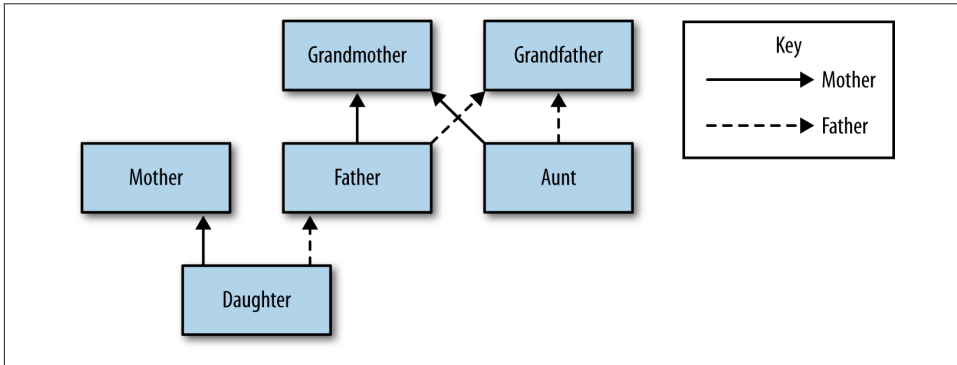 Grandmother
Grandfather
Key
Mother
Father
Mother
Father
Aunt
Daughter